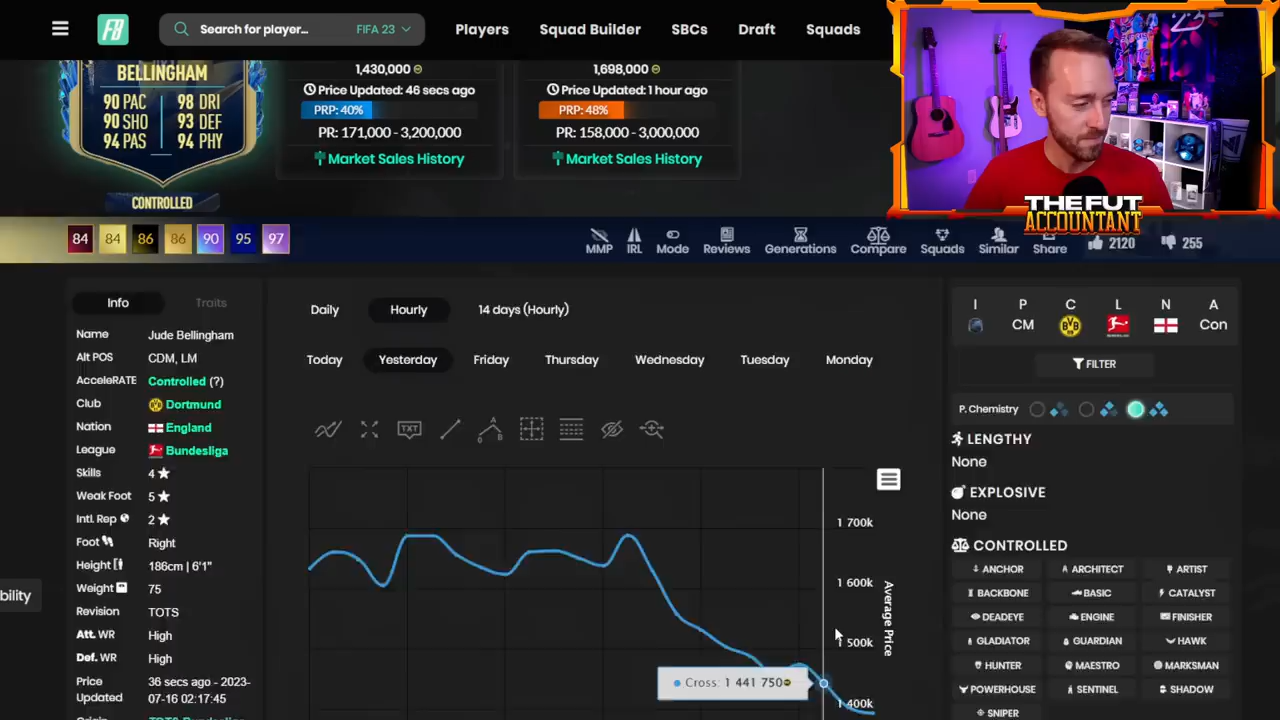 FB
Search for player...
FIFA 23
Players
Squad Builder
SBCs
Draft
Squads
THE FUT
ACCOUNTANT
BELLINGHAM
90 PAC
98 DRI
90 SHO
93 DEF
94 PAS
94 PHY
CONTROLLED
1,430,000
Price Updated: 46 secs ago
PRP: 40%
PR: 171,000 - 3,200,000
Market Sales History
1,698,000
Price Updated: 1 hour ago
PRP: 48%
PR: 158,000 - 3,000,000
Market Sales History
84
84
86
86
90
95
97
MMP
IRL
Mode
Reviews
Generations
Compare
Squads
Similar
Share
2120
255
Info
Traits
Name
Jude Bellingham
Alt POS
CDM, LM
AcceleRATE
Controlled (?)
Club
Dortmund
Nation
England
League
Bundesliga
Skills
4
Weak Foot
5
Intl. Rep
2
Foot
Right
Height
186cm | 6'1"
Weight
75
Revision
TOTS
Att. WR
High
Def. WR
High
Price
Updated
36 secs ago - 2023-
07-16 02:17:45
Origin
TOTS Bundesliga
bility
Daily
Hourly
14 days (Hourly)
Today
Yesterday
Friday
Thursday
Wednesday
Tuesday
Monday
TXT
1 700k
1 600k
1 500k
1 400k
Average Price
Cross: 1 441 750
I
P
C
L
N
A
CM
Con
FILTER
P. Chemistry
LENGTHY
None
EXPLOSIVE
None
CONTROLLED
ANCHOR
ARCHITECT
ARTIST
BACKBONE
BASIC
CATALYST
DEADEYE
ENGINE
FINISHER
GLADIATOR
GUARDIAN
HAWK
HUNTER
MAESTRO
MARKSMAN
POWERHOUSE
SENTINEL
SHADOW
SNIPER